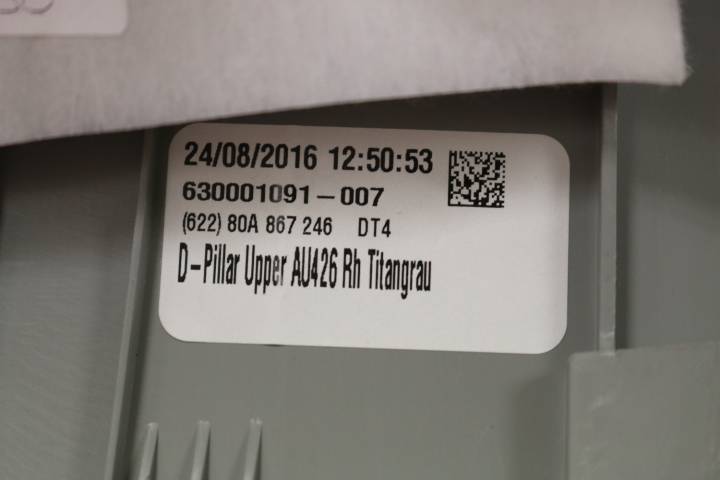 24/08/2016 12:50:53
630001091-007
(622) 80A 867 246 DT4
D-Pillar Upper AU426 Rh Titangrau